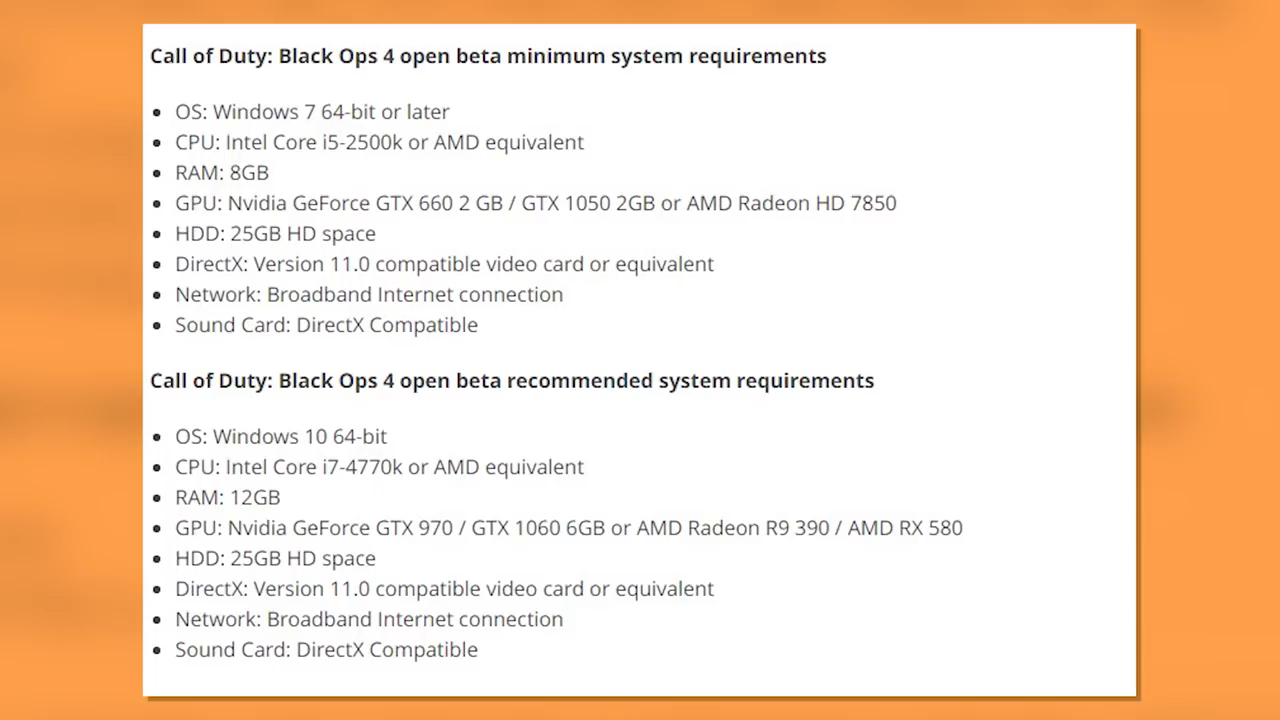 Call of Duty: Black Ops 4 open beta minimum system requirements
OS: Windows 7 64-bit or later
CPU: Intel Core i5-2500k or AMD equivalent
RAM: 8GB
GPU: Nvidia GeForce GTX 660 2 GB / GTX 1050 2GB or AMD Radeon HD 7850
HDD: 25GB HD space
DirectX: Version 11.0 compatible video card or equivalent
Network: Broadband Internet connection
Sound Card: DirectX Compatible
Call of Duty: Black Ops 4 open beta recommended system requirements
OS: Windows 10 64-bit
CPU: Intel Core i7-4770k or AMD equivalent
RAM: 12GB
GPU: Nvidia GeForce GTX 970 / GTX 1060 6GB or AMD Radeon R9 390 / AMD RX 580
HDD: 25GB HD space
DirectX: Version 11.0 compatible video card or equivalent
Network: Broadband Internet connection
Sound Card: DirectX Compatible